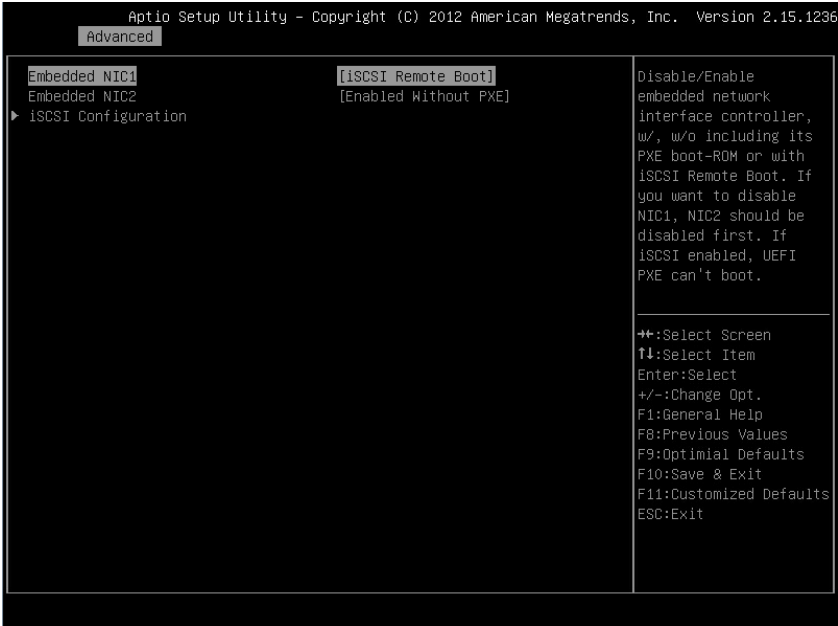 Aptio Setup Utility – Copyright (C) 2012 American Megatrends, Inc. Version 2.15.1236
Advanced
Embedded NIC1 [iSCSI Remote Boot]
Embedded NIC2 [Enabled Without PXE]
▶ iSCSI Configuration
Disable/Enable
embedded network
interface controller,
w/, w/o including its
PXE boot-ROM or with
iSCSI Remote Boot. If
you want to disable
NIC1, NIC2 should be
disabled first. If
iSCSI enabled, UEFI
PXE can't boot.
→←:Select Screen
↑↓:Select Item
Enter:Select
+/-:Change Opt.
F1:General Help
F8:Previous Values
F9:Optimial Defaults
F10:Save & Exit
F11:Customized Defaults
ESC:Exit